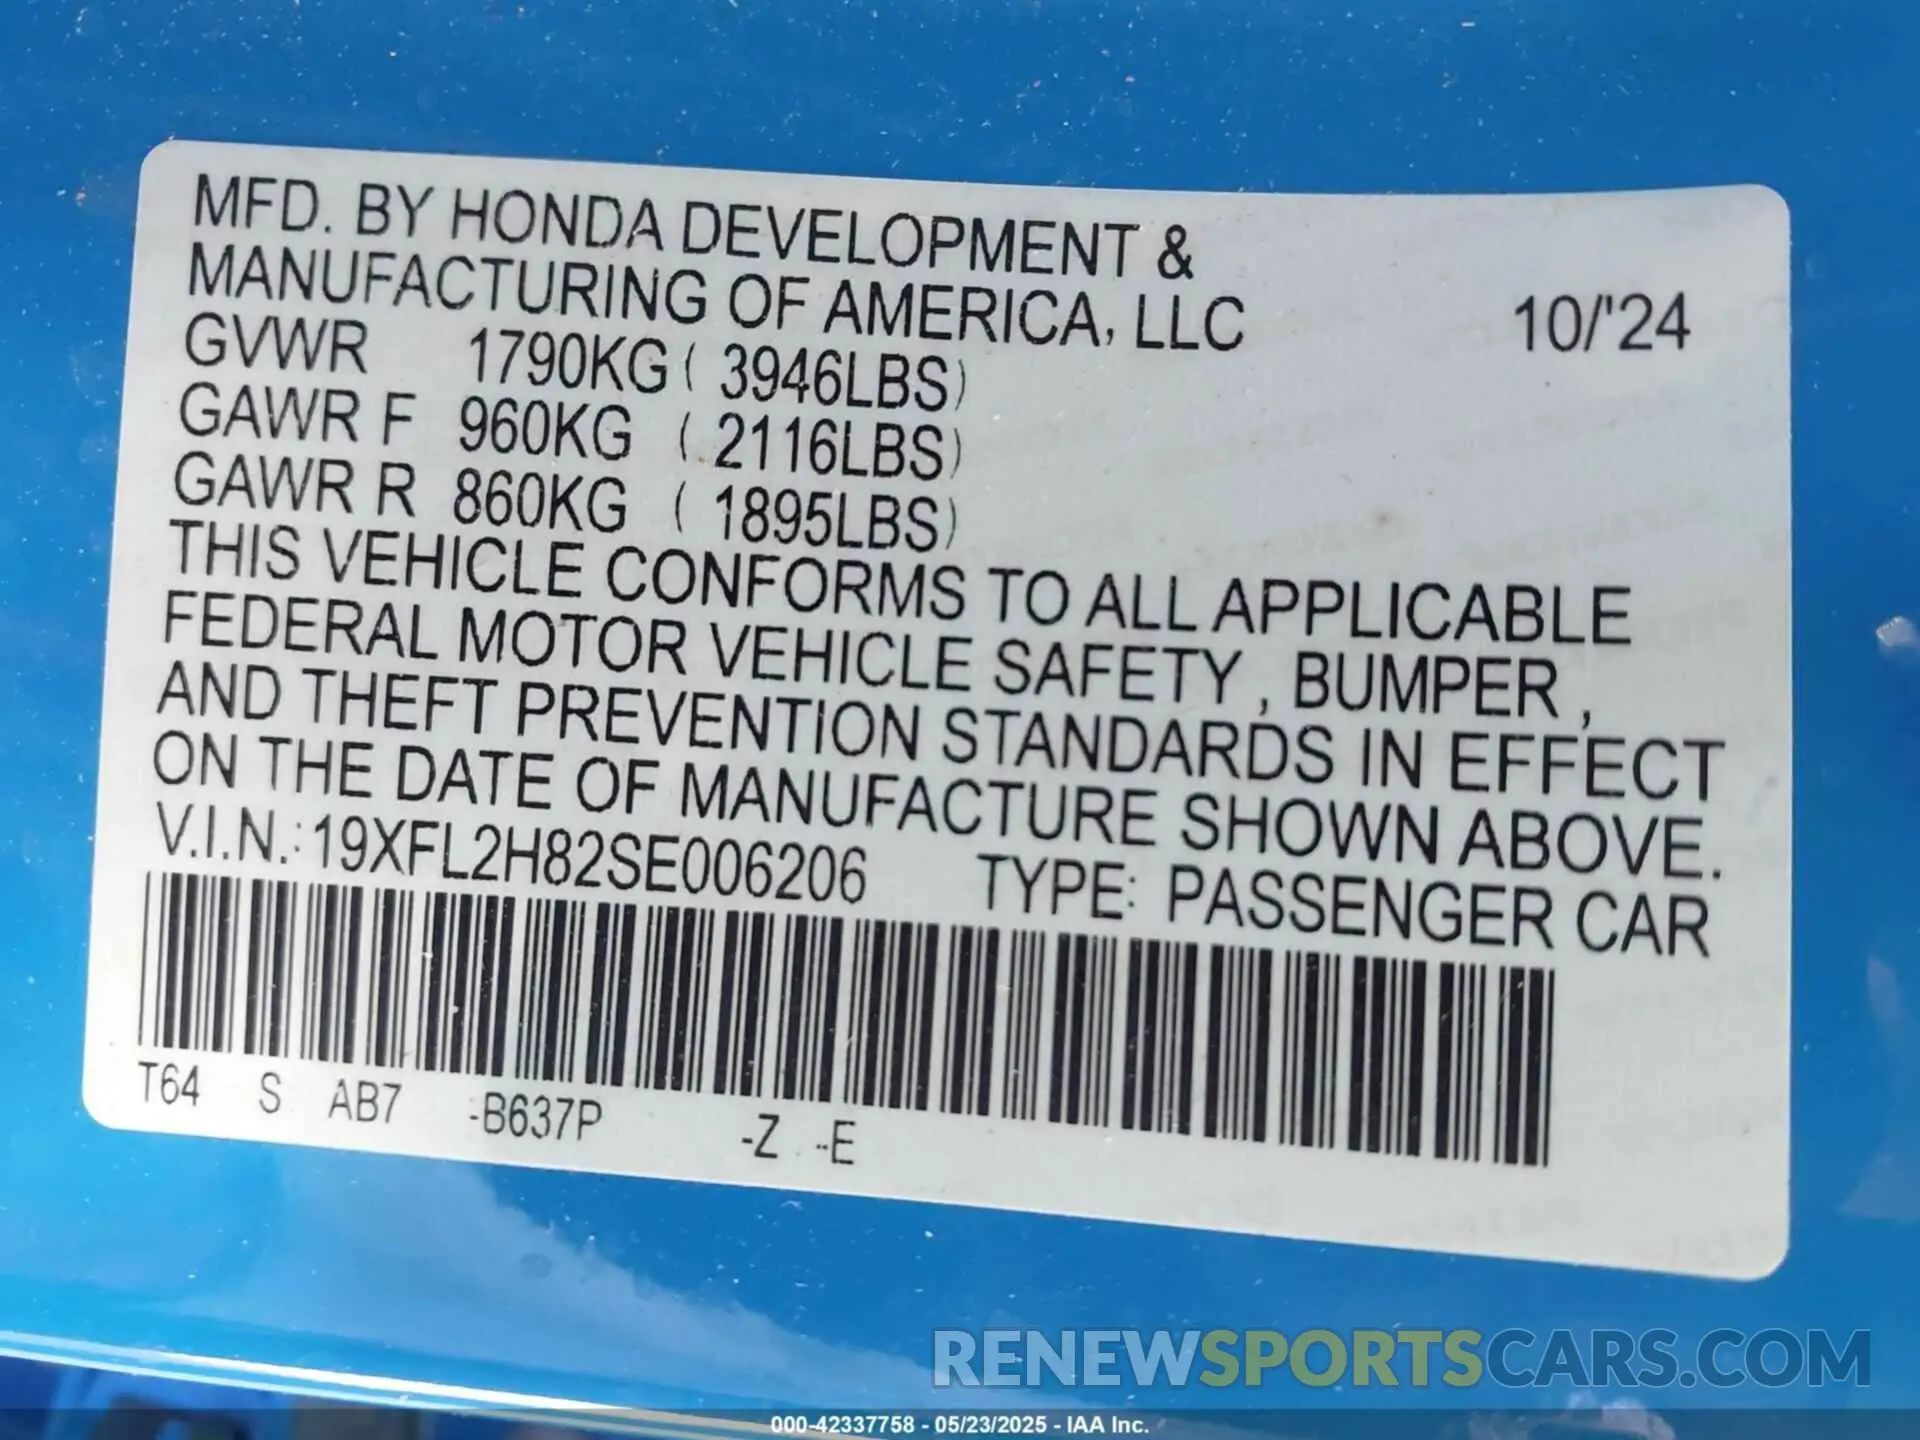 MFD. BY HONDA DEVELOPMENT &
MANUFACTURING OF AMERICA, LLC 10/'24
GVWR 1790KG ( 3946LBS)
GAWR F 960KG ( 2116LBS)
GAWR R 860KG ( 1895LBS)
THIS VEHICLE CONFORMS TO ALL APPLICABLE
FEDERAL MOTOR VEHICLE SAFETY , BUMPER ,
AND THEFT PREVENTION STANDARDS IN EFFECT
ON THE DATE OF MANUFACTURE SHOWN ABOVE.
V.I.N.: 19XFL2H82SE006206 TYPE: PASSENGER CAR
T64 S AB7 -B637P -Z --E
RENEWSPORTSCARS.COM
000-42337758 - 05/23/2025 - IAA Inc.